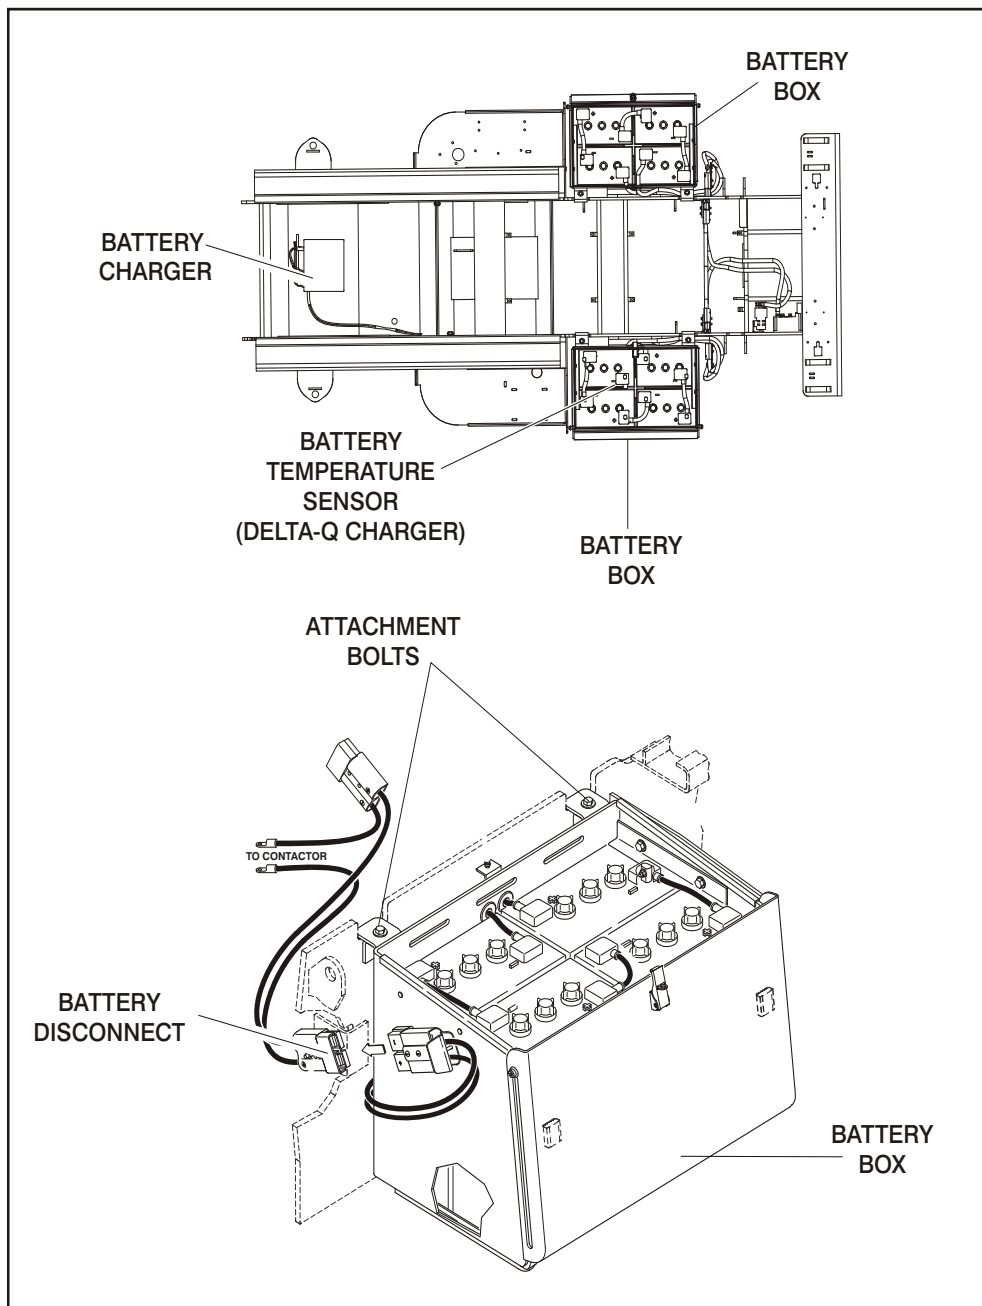 BATTERY
BOX
BATTERY
CHARGER
BATTERY
TEMPERATURE
SENSOR
(DELTA-Q CHARGER)
BATTERY
BOX
ATTACHMENT
BOLTS
TO CONTACTOR
BATTERY
DISCONNECT
BATTERY
BOX